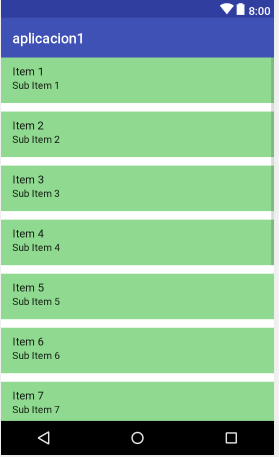 8:00
aplicacion1
Item 1
Sub Item 1
Item 2
Sub Item 2
Item 3
Sub Item 3
Item 4
Sub Item 4
Item 5
Sub Item 5
Item 6
Sub Item 6
Item 7
Sub Item 7